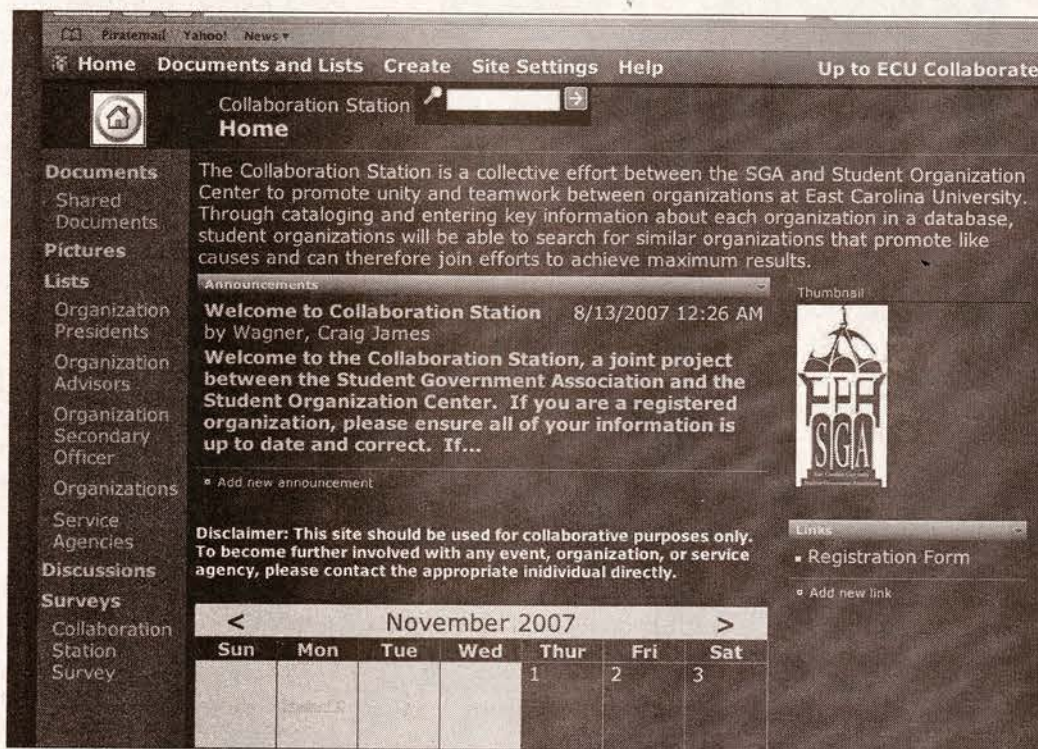 Piratemail Yahoo! News
Home Documents and Lists Create Site Settings Help Up to ECU Collaborate
Collaboration Station
Home
Documents
Shared
Documents
Pictures
Lists
Organization
Presidents
Organization
Advisors
Organization
Secondary
Officer
Organizations
Service
Agencies
Discussions
Surveys
Collaboration
Station
Survey
The Collaboration Station is a collective effort between the SGA and Student Organization
Center to promote unity and teamwork between organizations at East Carolina University.
Through cataloging and entering key information about each organization in a database,
student organizations will be able to search for similar organizations that promote like
causes and can therefore join efforts to achieve maximum results.
Announcements
Welcome to Collaboration Station 8/13/2007 12:26 AM
by Wagner, Craig James
Welcome to the Collaboration Station, a joint project
between the Student Government Association and the
Student Organization Center. If you are a registered
organization, please ensure all of your information is
up to date and correct. If...
Add new announcement
Disclaimer: This site should be used for collaborative purposes only.
To become further involved with any event, organization, or service
agency, please contact the appropriate inidividual directly.
< November 2007 >
Sun Mon Tue Wed Thur Fri Sat
1 2 3
Thumbnail
SGA
Links
Registration Form
Add new link